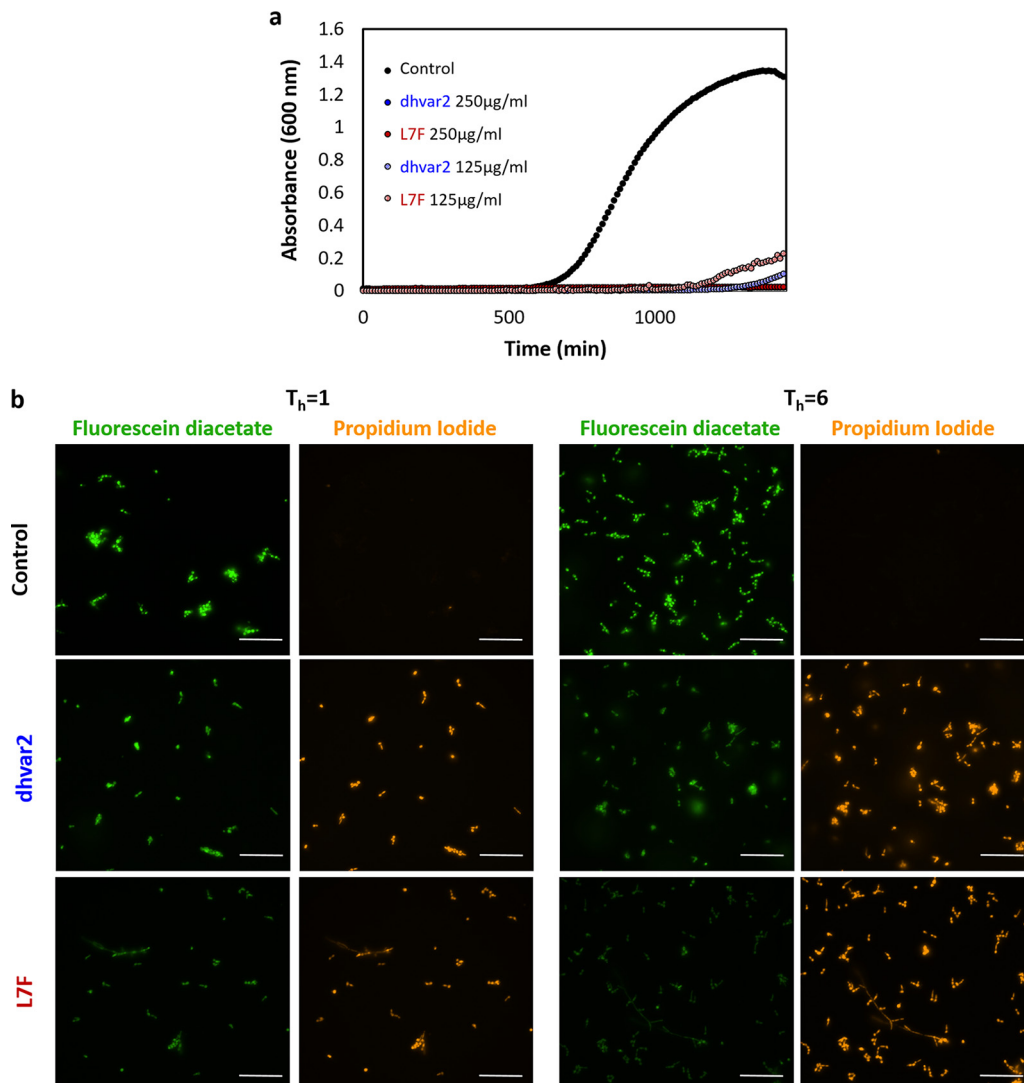 a
1.6
1.4
1.2
1
0.8
0.6
0.4
0.2
0
Absorbance (600 nm)
Control
dhvar2 250µg/ml
L7F 250µg/ml
dhvar2 125µg/ml
L7F 125µg/ml
0 500 1000
Time (min)
b
Th=1 Th=6
Fluorescein diacetate Propidium Iodide Fluorescein diacetate Propidium Iodide
Control
dhvar2
L7F